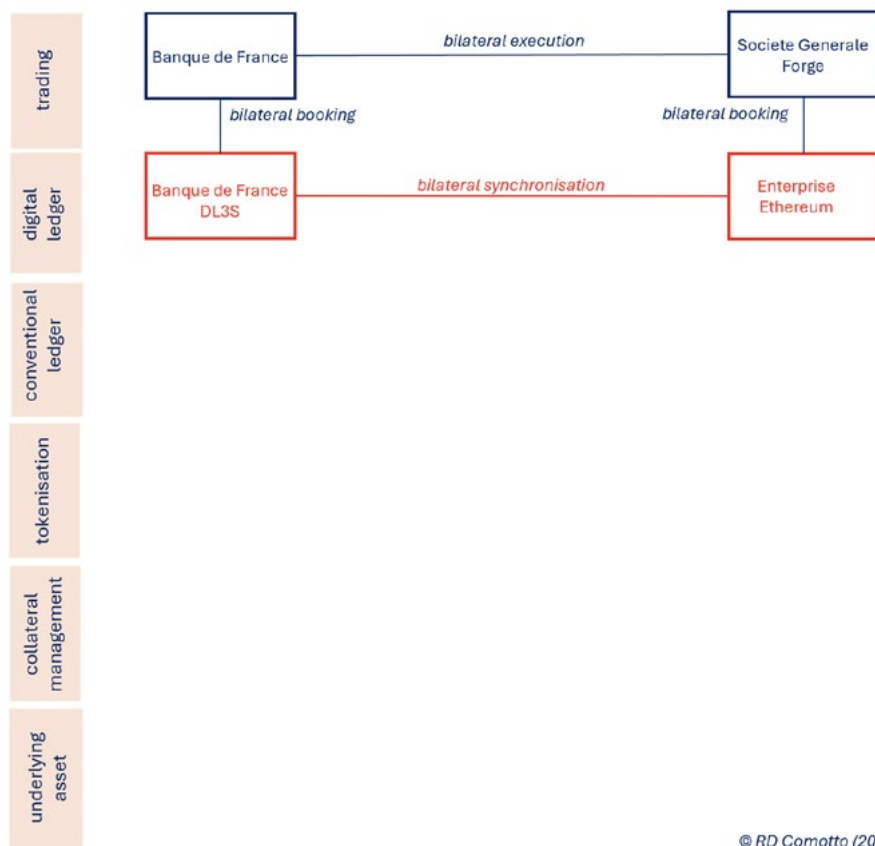 trading
Banque de France
bilateral execution
Societe Generale
Forge
bilateral booking
bilateral booking
digital
ledger
Banque de France
DL3S
bilateral synchronisation
Enterprise
Ethereum
conventional
ledger
tokenisation
collateral
management
underlying
asset
© RD Comotto (20